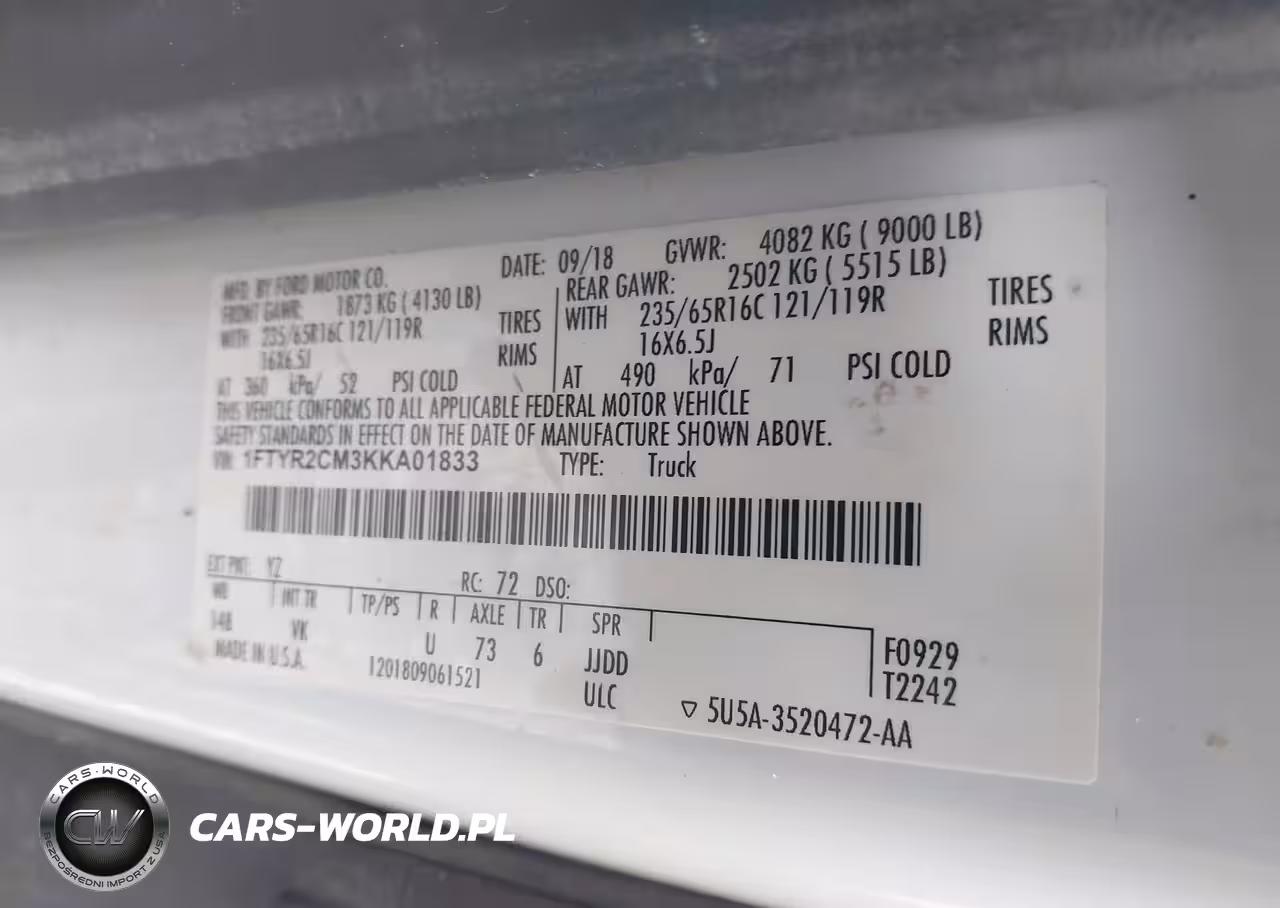 MFD. BY FORD MOTOR CO. DATE: 09/18 GVWR: 4082 KG ( 9000 LB)
FRONT GAWR: 1873 KG ( 4130 LB) REAR GAWR: 2502 KG ( 5515 LB)
WITH 235/65R16C 121/119R TIRES WITH 235/65R16C 121/119R TIRES
16X6.5J RIMS 16X6.5J RIMS
AT 360 kPa/ 52 PSI COLD AT 490 kPa/ 71 PSI COLD
THIS VEHICLE CONFORMS TO ALL APPLICABLE FEDERAL MOTOR VEHICLE
SAFETY STANDARDS IN EFFECT ON THE DATE OF MANUFACTURE SHOWN ABOVE.
VIN: 1FTYR2CM3KKA01833 TYPE: Truck
EXT PNT: YZ RC: 72 DSO:
WB INT TR TP/PS R AXLE TR SPR
148 VK U 73 6 JJDD F0929
MADE IN U.S.A. 1201809061521 ULC T2242
▽ 5U5A-3520472-AA
CARS-WORLD
CW
BEZPOŚREDNI IMPORT Z USA
CARS-WORLD.PL